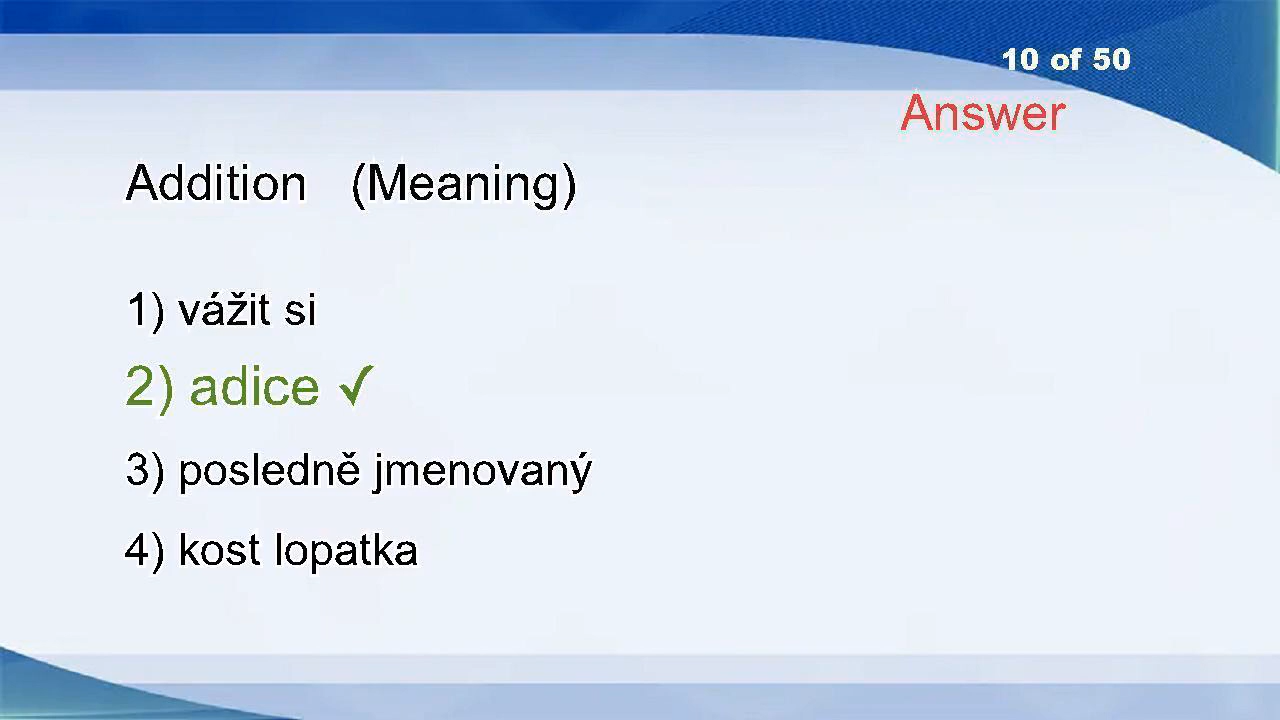 10 of 50
Answer
Addition (Meaning)
1) vážit si
2) adice ✓
3) posledně jmenovaný
4) kost lopatka